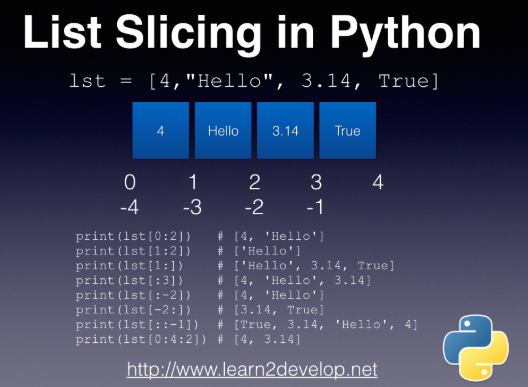 List Slicing in Python
lst = [4,"Hello", 3.14, True]
4 Hello 3.14 True
0 1 2 3 4
-4 -3 -2 -1
print(lst[0:2]) # [4, 'Hello']
print(lst[1:2]) # ['Hello']
print(lst[1:]) # ['Hello', 3.14, True]
print(lst[:3]) # [4, 'Hello', 3.14]
print(lst[:-2]) # [4, 'Hello']
print(lst[-2:]) # [3.14, True]
print(lst[::-1]) # [True, 3.14, 'Hello', 4]
print(lst[0:4:2]) # [4, 3.14]
http://www.learn2develop.net